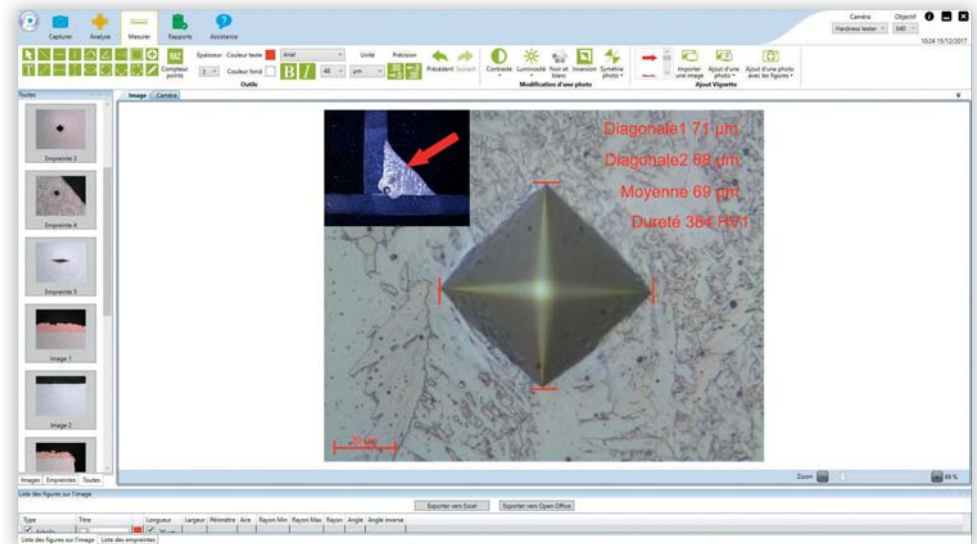 Capturer Analyse Mesurer Rapports Assistance
Caméra Objectif
Hardness tester
10:24 15/12/2017
RAZ
Compteur points
Epaisseur Couleur texte Arial Unité Précision
3 Couleur fond B I 48 µm
Outils
Précédent Suivant
Contraste Luminosité Noir et blanc Inversion Symétrie photo
Modification d'une photo
Importer une image Ajout d'une photo Ajout d'une photo avec les figures
Ajout Vignette
Toutes
Image Caméra
Empreinte 3
Empreinte 4
Empreinte 5
Image 1
Image 2
Images Empreintes Toutes
Diagonale1 71 µm
Diagonale2 68 µm
Moyenne 69 µm
Dureté 384 HV1
20 µm
Zoom
Liste des figures sur l'image
Exporter vers Excel Exporter vers Open Office
Type Titre Longueur Largeur Périmètre Aire Rayon Min Rayon Max Rayon Angle Angle inverse
Liste des figures sur l'image Liste des empreintes